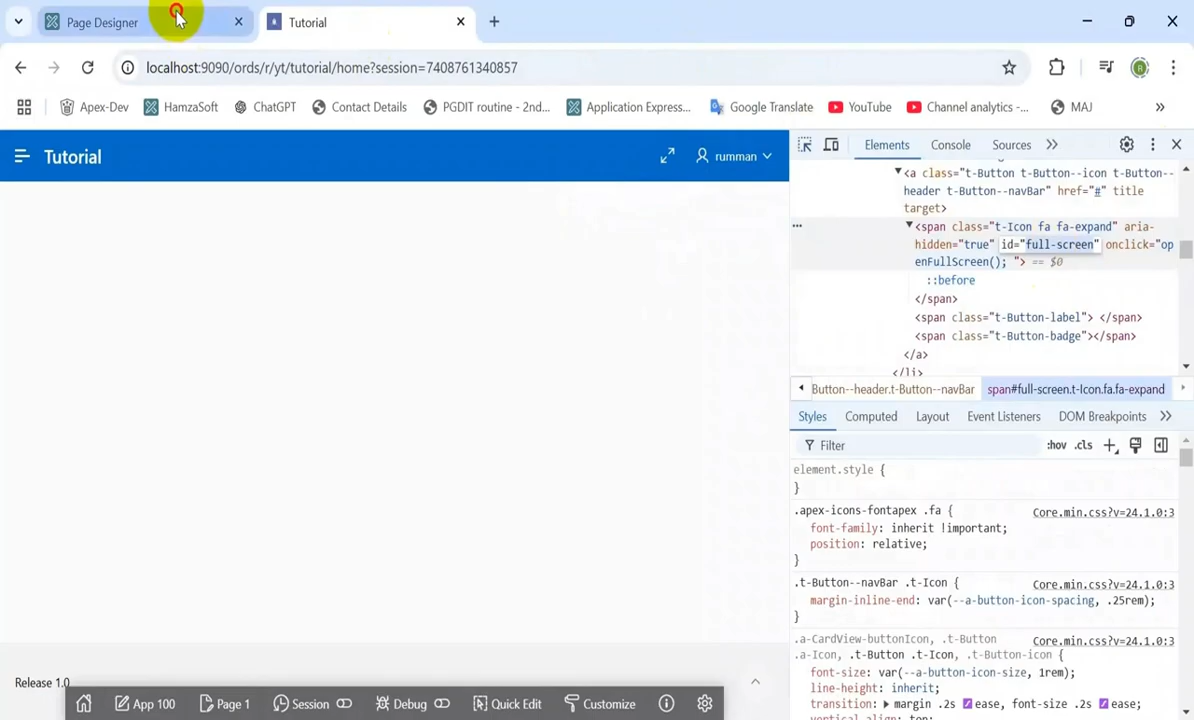 Page Designer
Tutorial
localhost:9090/ords/r/yt/tutorial/home?session=7408761340857
Apex-Dev
HamzaSoft
ChatGPT
Contact Details
PGDIT routine - 2nd...
Application Express...
Google Translate
YouTube
Channel analytics -...
MAJ
Tutorial
rumman
Elements
Console
Sources
<a class="t-Button t-Button--icon t-Button--
header t-Button--navBar" href="#" title
target>
<span class="t-Icon fa fa-expand" aria-
hidden="true" id="full-screen" onclick="op
enFullScreen(); "> == $0
::before
</span>
<span class="t-Button-label"> </span>
<span class="t-Button-badge"></span>
</a>
</li>
Button--header.t-Button--navBar
span#full-screen.t-Icon.fa.fa-expand
Styles
Computed
Layout
Event Listeners
DOM Breakpoints
Filter
:hov .cls
element.style {
}
.apex-icons-fontapex .fa {
Core.min.css?v=24.1.0:3
font-family: inherit !important;
position: relative;
}
.t-Button--navBar .t-Icon {
Core.min.css?v=24.1.0:3
margin-inline-end: var(--a-button-icon-spacing, .25rem);
}
.a-CardView-buttonIcon, .t-Button
Core.min.css?v=24.1.0:3
.a-Icon, .t-Button .t-Icon, .t-Button-icon {
font-size: var(--a-button-icon-size, 1rem);
line-height: inherit;
transition: margin .2s ease, font-size .2s ease;
vertical-align: top;
Release 1.0
App 100
Page 1
Session
Debug
Quick Edit
Customize